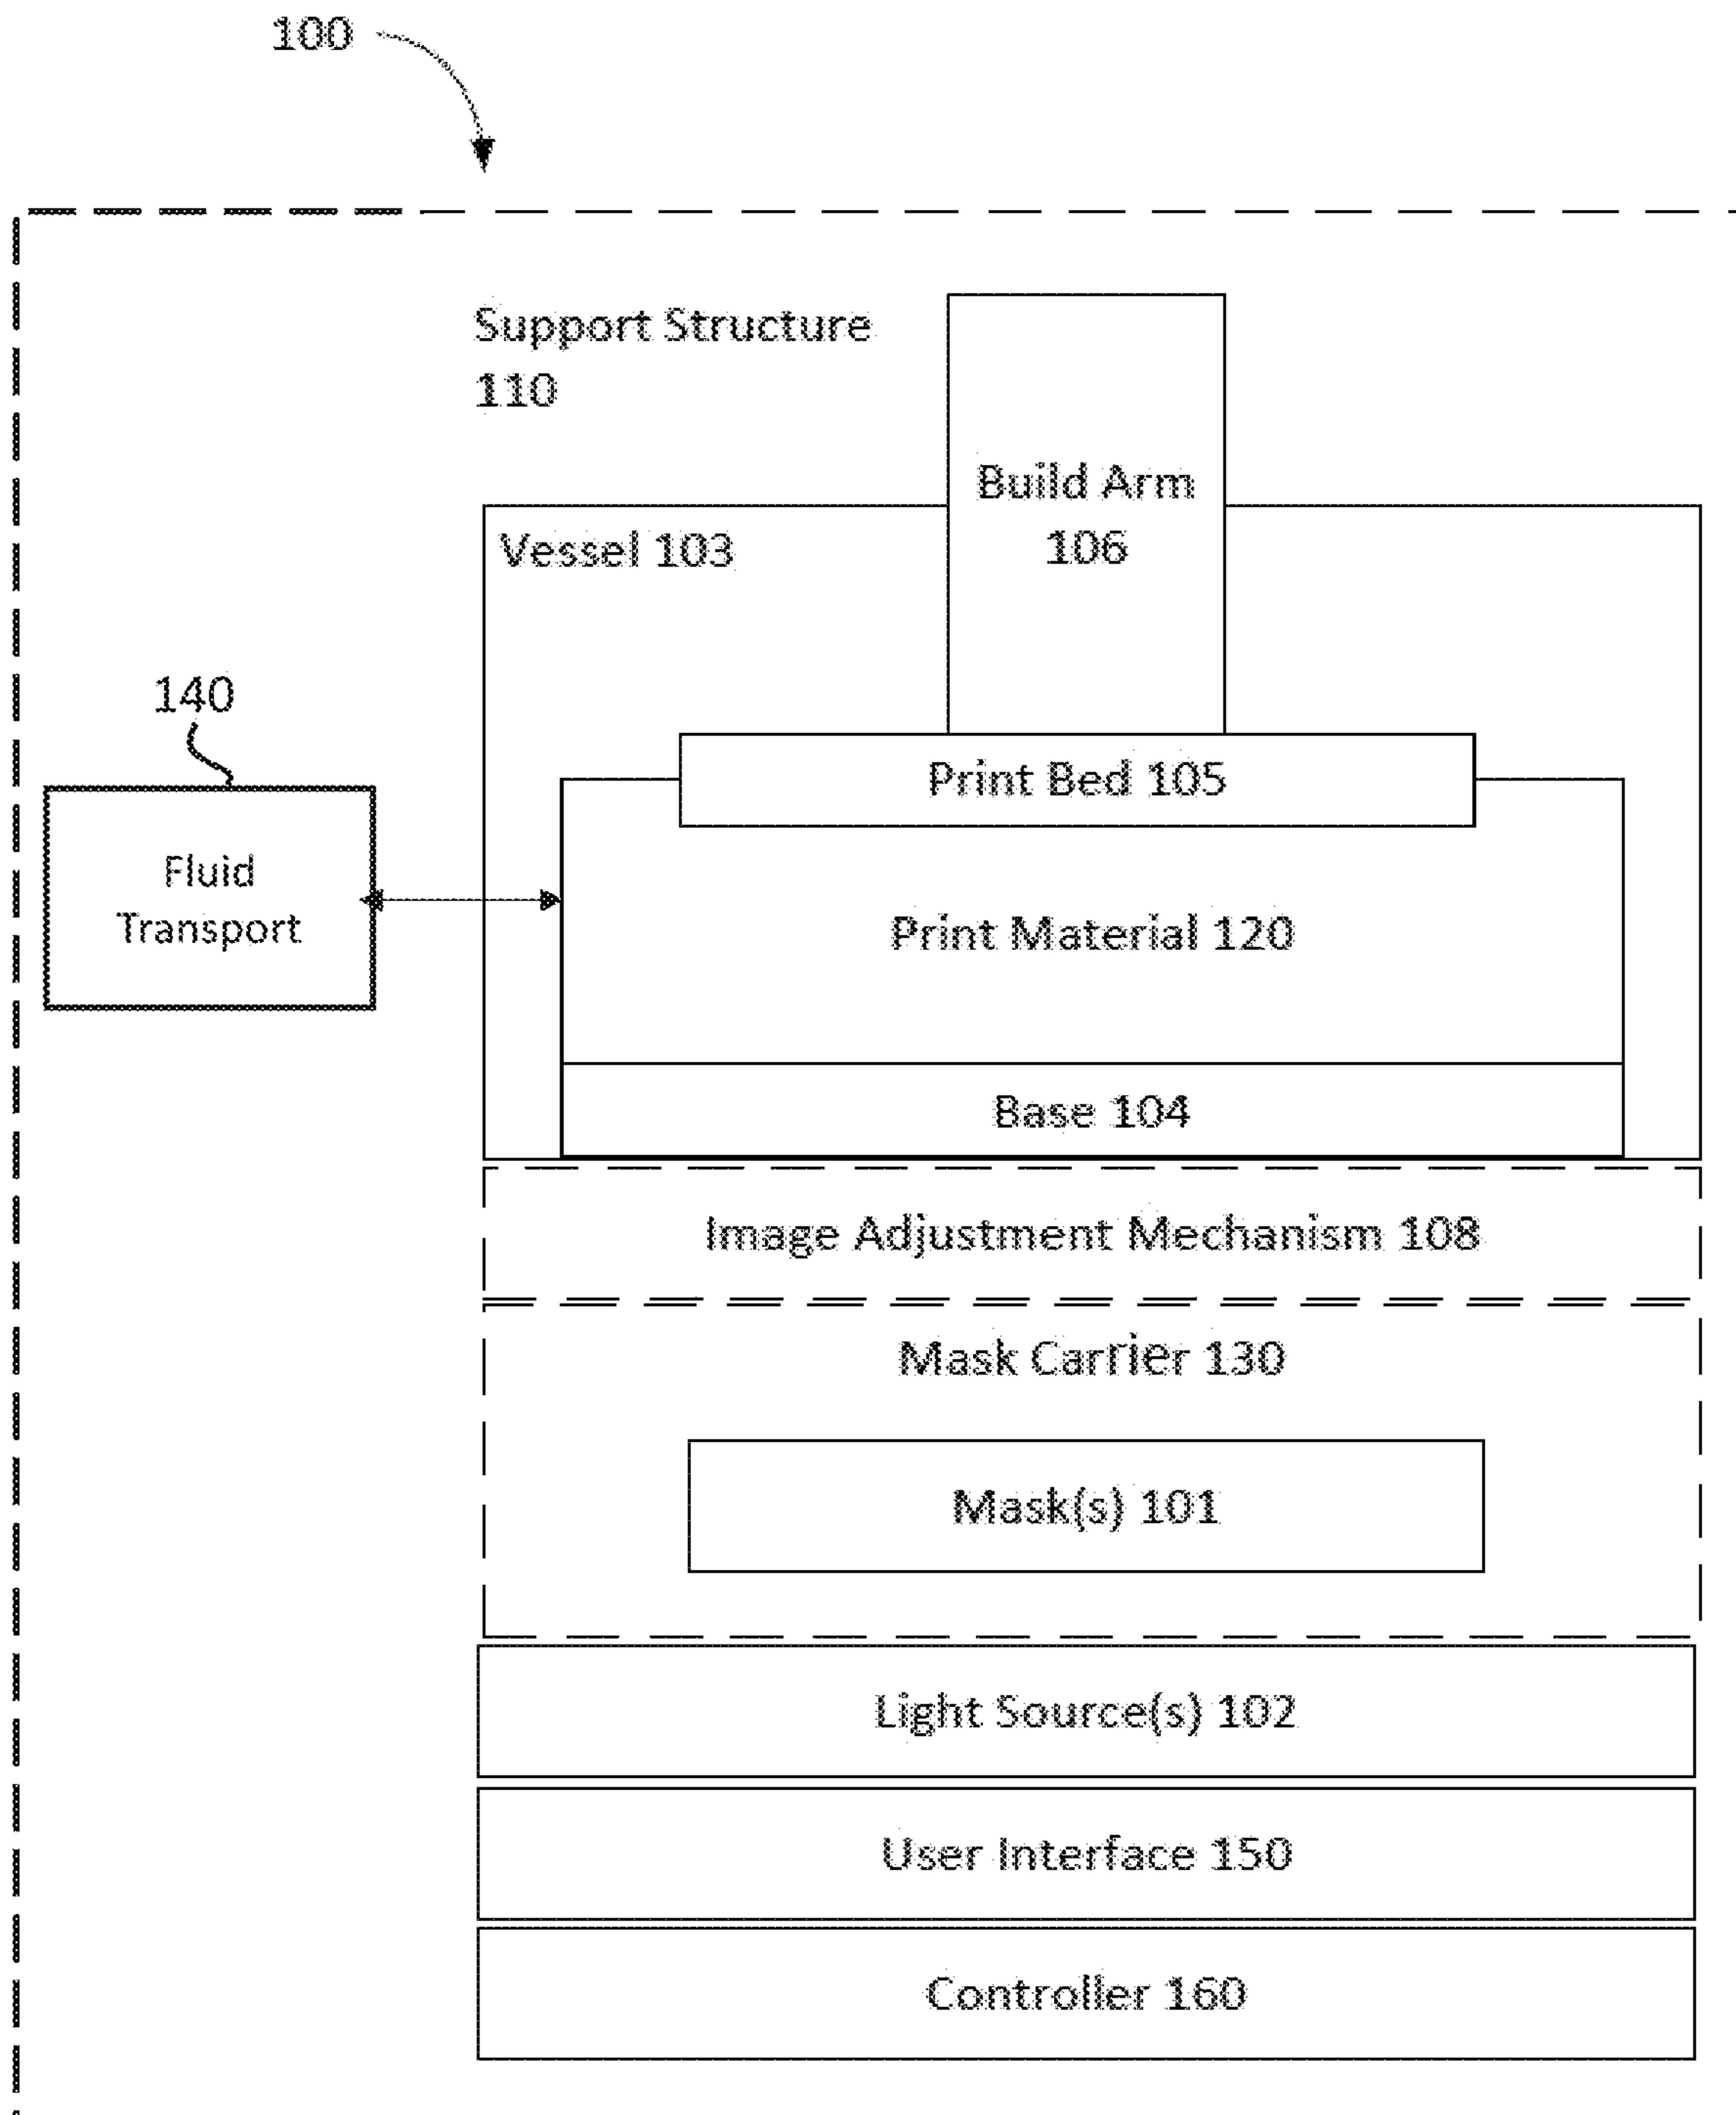 100
Support Structure
110
Build Arm
106
Vessel 103
140
Print Bed 105
Fluid
Transport
Print Material 120
Base 104
Image Adjustment Mechanism 108
Mask Carrier 130
Mask(s) 101
Light Source(s) 102
User Interface 150
Controller 160